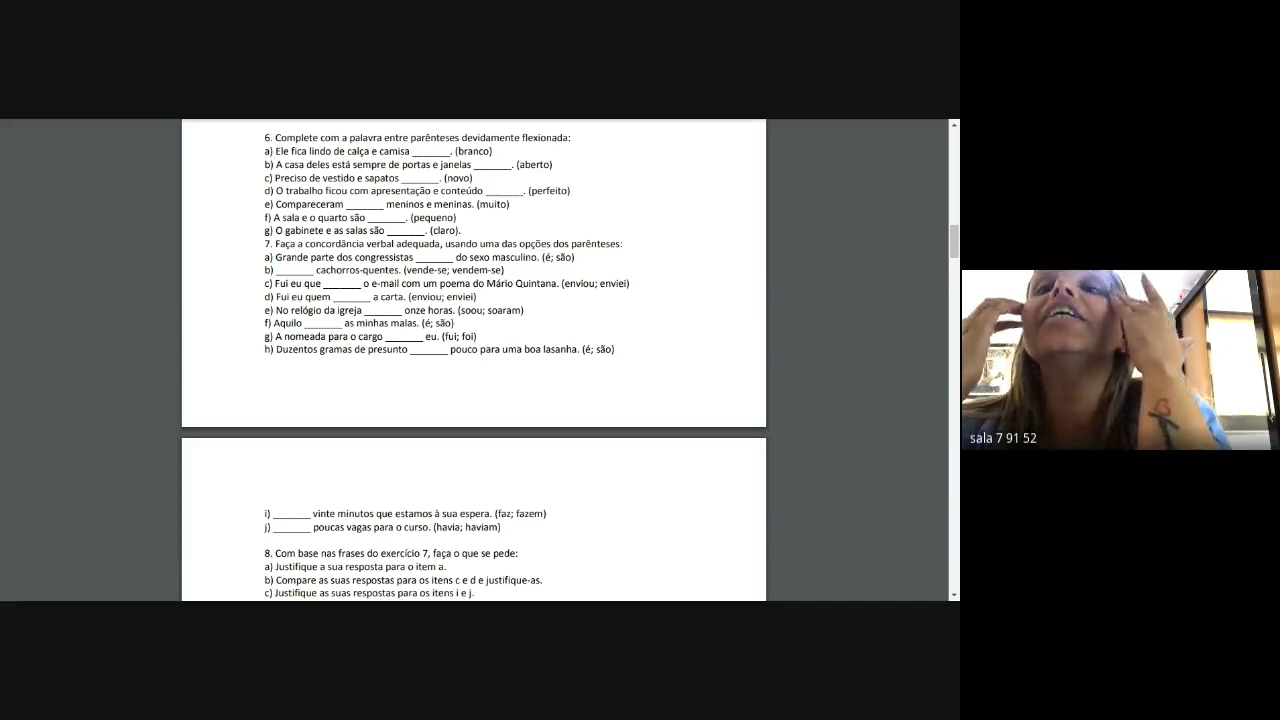 6. Complete com a palavra entre parênteses devidamente flexionada:
a) Ele fica lindo de calça e camisa _______. (branco)
b) A casa deles está sempre de portas e janelas _______. (aberto)
c) Preciso de vestido e sapatos _______. (novo)
d) O trabalho ficou com apresentação e conteúdo _______. (perfeito)
e) Compareceram _______ meninos e meninas. (muito)
f) A sala e o quarto são _______. (pequeno)
g) O gabinete e as salas são _______. (claro).
7. Faça a concordância verbal adequada, usando uma das opções dos parênteses:
a) Grande parte dos congressistas _______ do sexo masculino. (é; são)
b) _______ cachorros-quentes. (vende-se; vendem-se)
c) Fui eu que _______ o e-mail com um poema do Mário Quintana. (enviou; enviei)
d) Fui eu quem _______ a carta. (enviou; enviei)
e) No relógio da igreja _______ onze horas. (soou; soaram)
f) Aquilo _______ as minhas malas. (é; são)
g) A nomeada para o cargo _______ eu. (fui; foi)
h) Duzentos gramas de presunto _______ pouco para uma boa lasanha. (é; são)
i) _______ vinte minutos que estamos à sua espera. (faz; fazem)
j) _______ poucas vagas para o curso. (havia; haviam)
8. Com base nas frases do exercício 7, faça o que se pede:
a) Justifique a sua resposta para o item a.
b) Compare as suas respostas para os itens c e d e justifique-as.
c) Justifique as suas respostas para os itens i e j.
sala 7 91 52